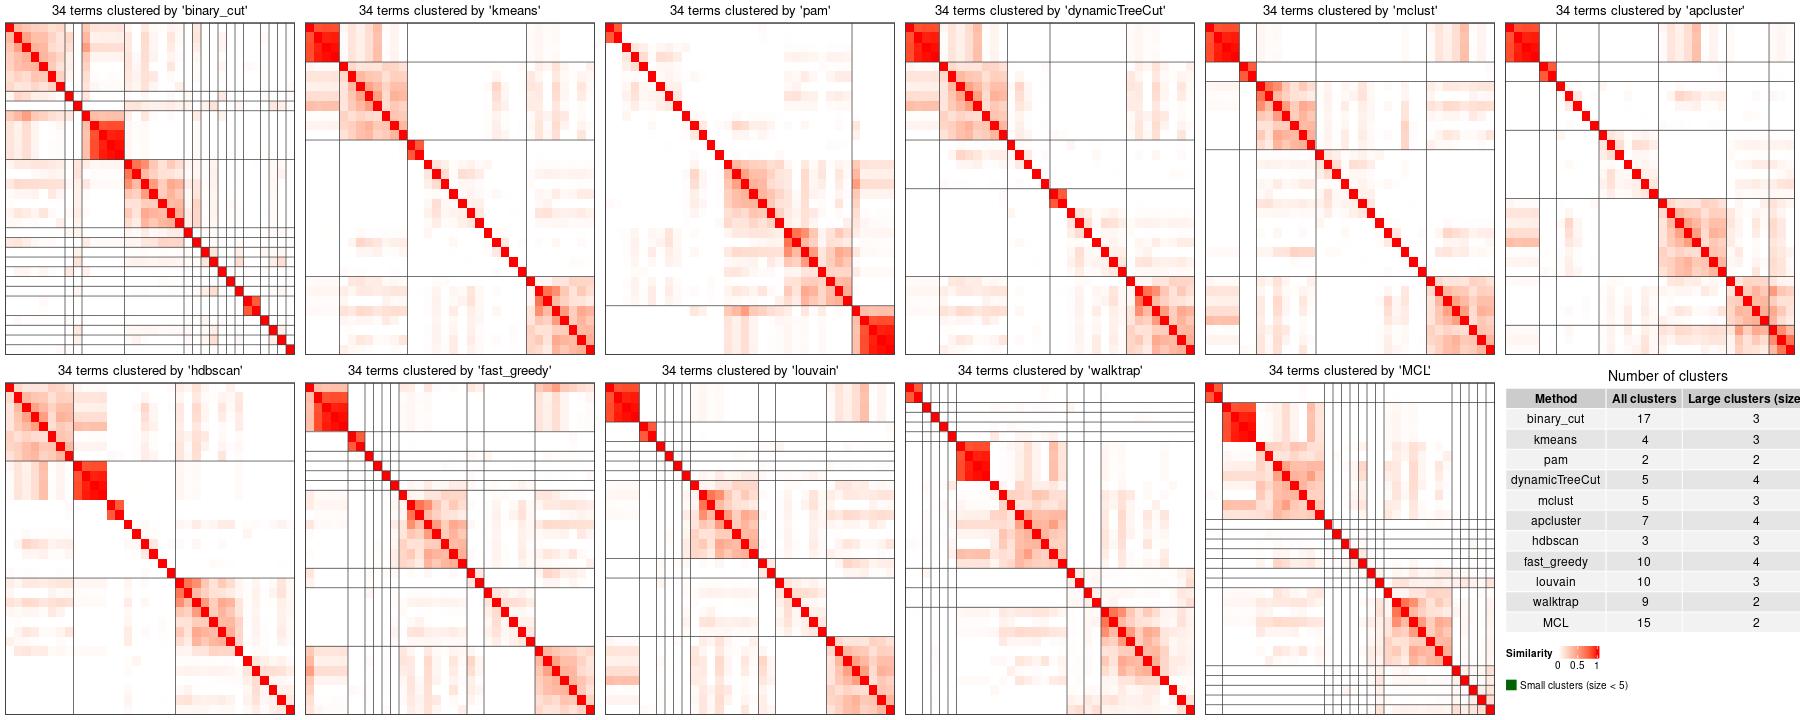 34 terms clustered by 'binary_cut'
34 terms clustered by 'kmeans'
34 terms clustered by 'pam'
34 terms clustered by 'dynamicTreeCut'
34 terms clustered by 'mclust'
34 terms clustered by 'apcluster'
34 terms clustered by 'hdbscan'
34 terms clustered by 'fast_greedy'
34 terms clustered by 'louvain'
34 terms clustered by 'walktrap'
34 terms clustered by 'MCL'
Number of clusters
Method All clusters Large clusters (size
binary_cut 17 3
kmeans 4 3
pam 2 2
dynamicTreeCut 5 4
mclust 5 3
apcluster 7 4
hdbscan 3 3
fast_greedy 10 4
louvain 10 3
walktrap 9 2
MCL 15 2
Similarity
0 0.5 1
Small clusters (size < 5)